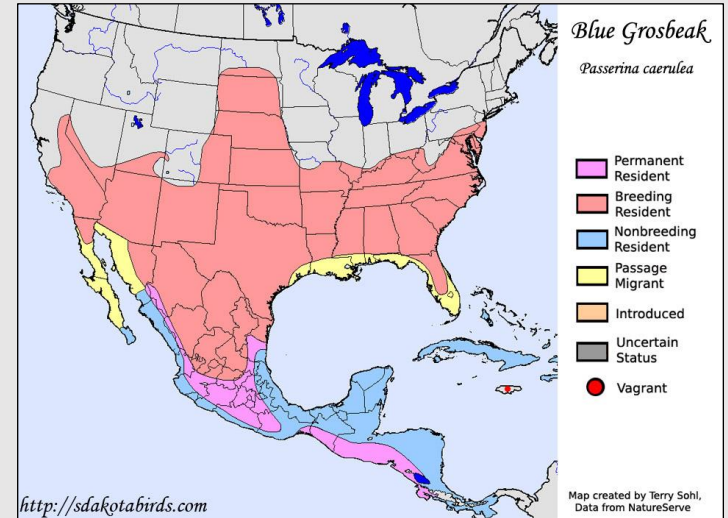 Blue Grosbeak
Passerina caerulea
Permanent
Resident
Breeding
Resident
Nonbreeding
Resident
Passage
Migrant
Introduced
Uncertain
Status
Vagrant
http://sdakotabirds.com
Map created by Terry Sohl,
Data from NatureServe